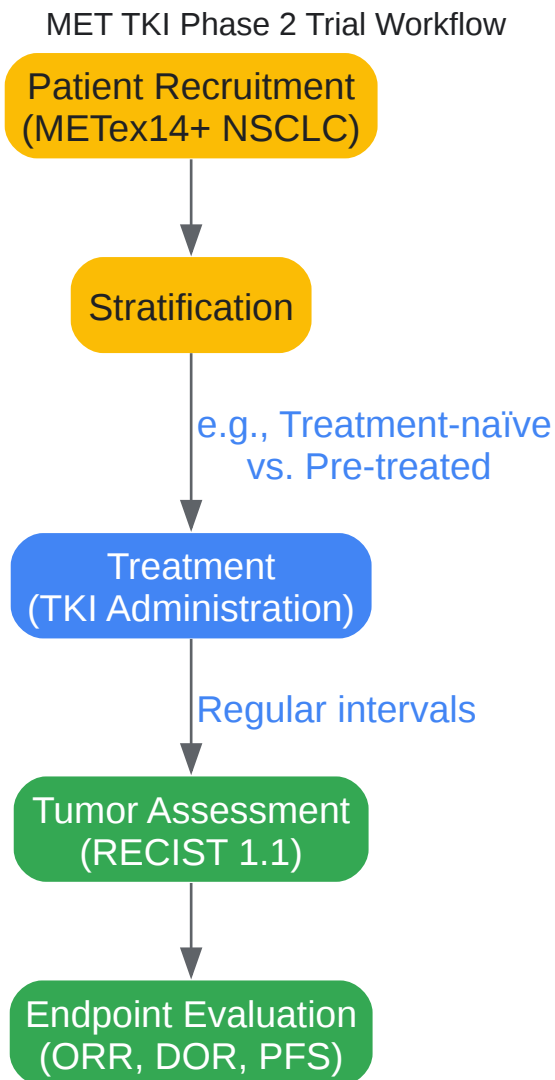 MET TKI Phase 2 Trial Workflow
Patient Recruitment
(METex14+ NSCLC)
Stratification
e.g., Treatment-naïve
vs. Pre-treated
Treatment
(TKI Administration)
Regular intervals
Tumor Assessment
(RECIST 1.1)
Endpoint Evaluation
(ORR, DOR, PFS)